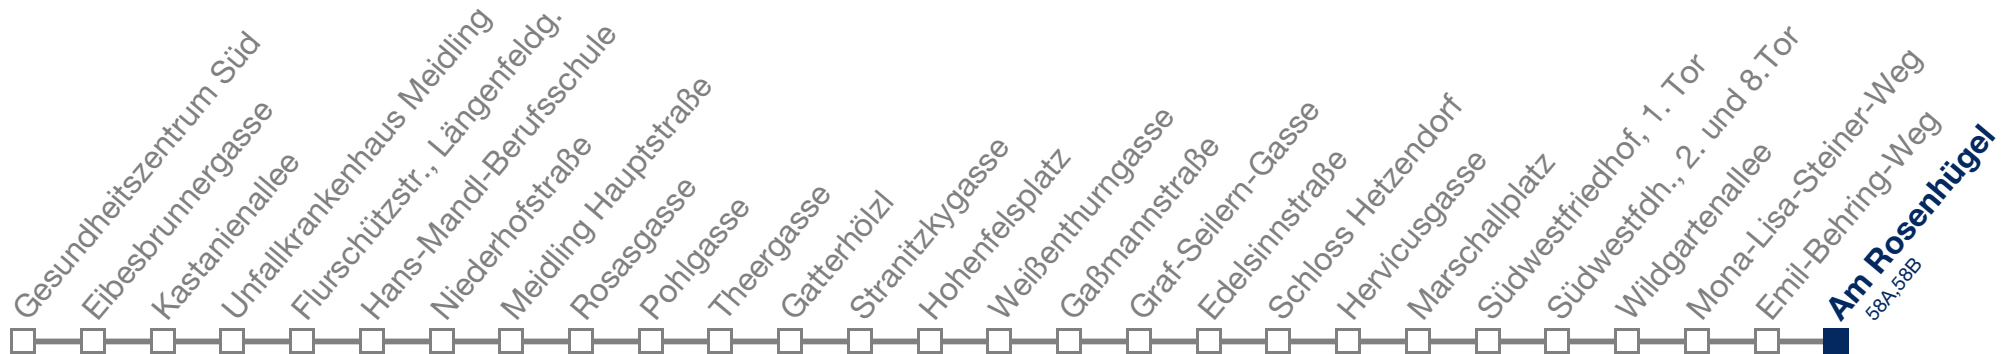 Gesundheitszentrum Süd
Eibesbrunnergasse
Kastanienallee
Unfallkrankenhaus Meidling
Flurschützstr., Längenfeldg.
Hans-Mandl-Berufsschule
Niederhofstraße
Meidling Hauptstraße
Rosasgasse
Pohlgasse
Theergasse
Gatterhölzl
Stranitzkygasse
Hohenfelsplatz
Weißenthurngasse
Gaßmannstraße
Graf-Seilern-Gasse
Edelsinnstraße
Schloss Hetzendorf
Hervicusgasse
Marschallplatz
Südwestfriedhof, 1. Tor
Südwestfdh., 2. und 8.Tor
Wildgartenallee
Mona-Lisa-Steiner-Weg
Emil-Behring-Weg
Am Rosenhügel
58A,58B